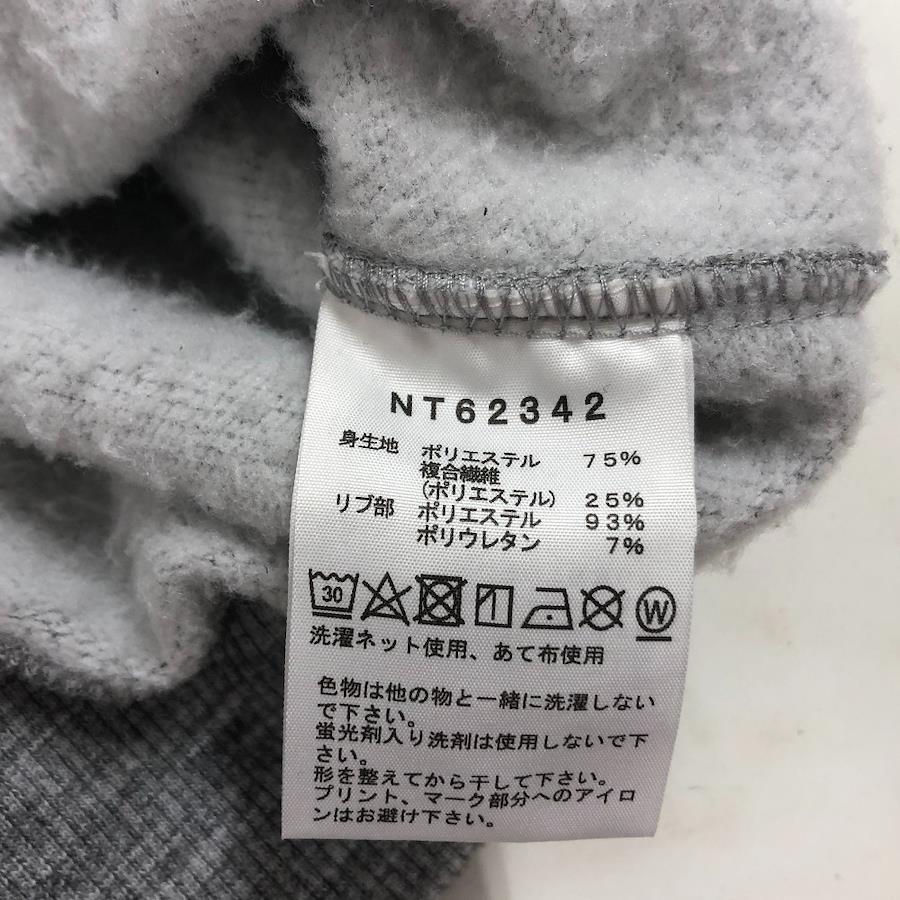 NT62342
身生地 ポリエステル 75%
複合繊維
(ポリエステル) 25%
リブ部 ポリエステル 93%
ポリウレタン 7%
30 W
洗濯ネット使用、あて布使用
色物は他の物と一緒に洗濯しない
で下さい。
蛍光剤入り洗剤は使用しないで下
さい。
形を整えてから干して下さい。
プリント、マーク部分へのアイロ
ンはお避け下さい。